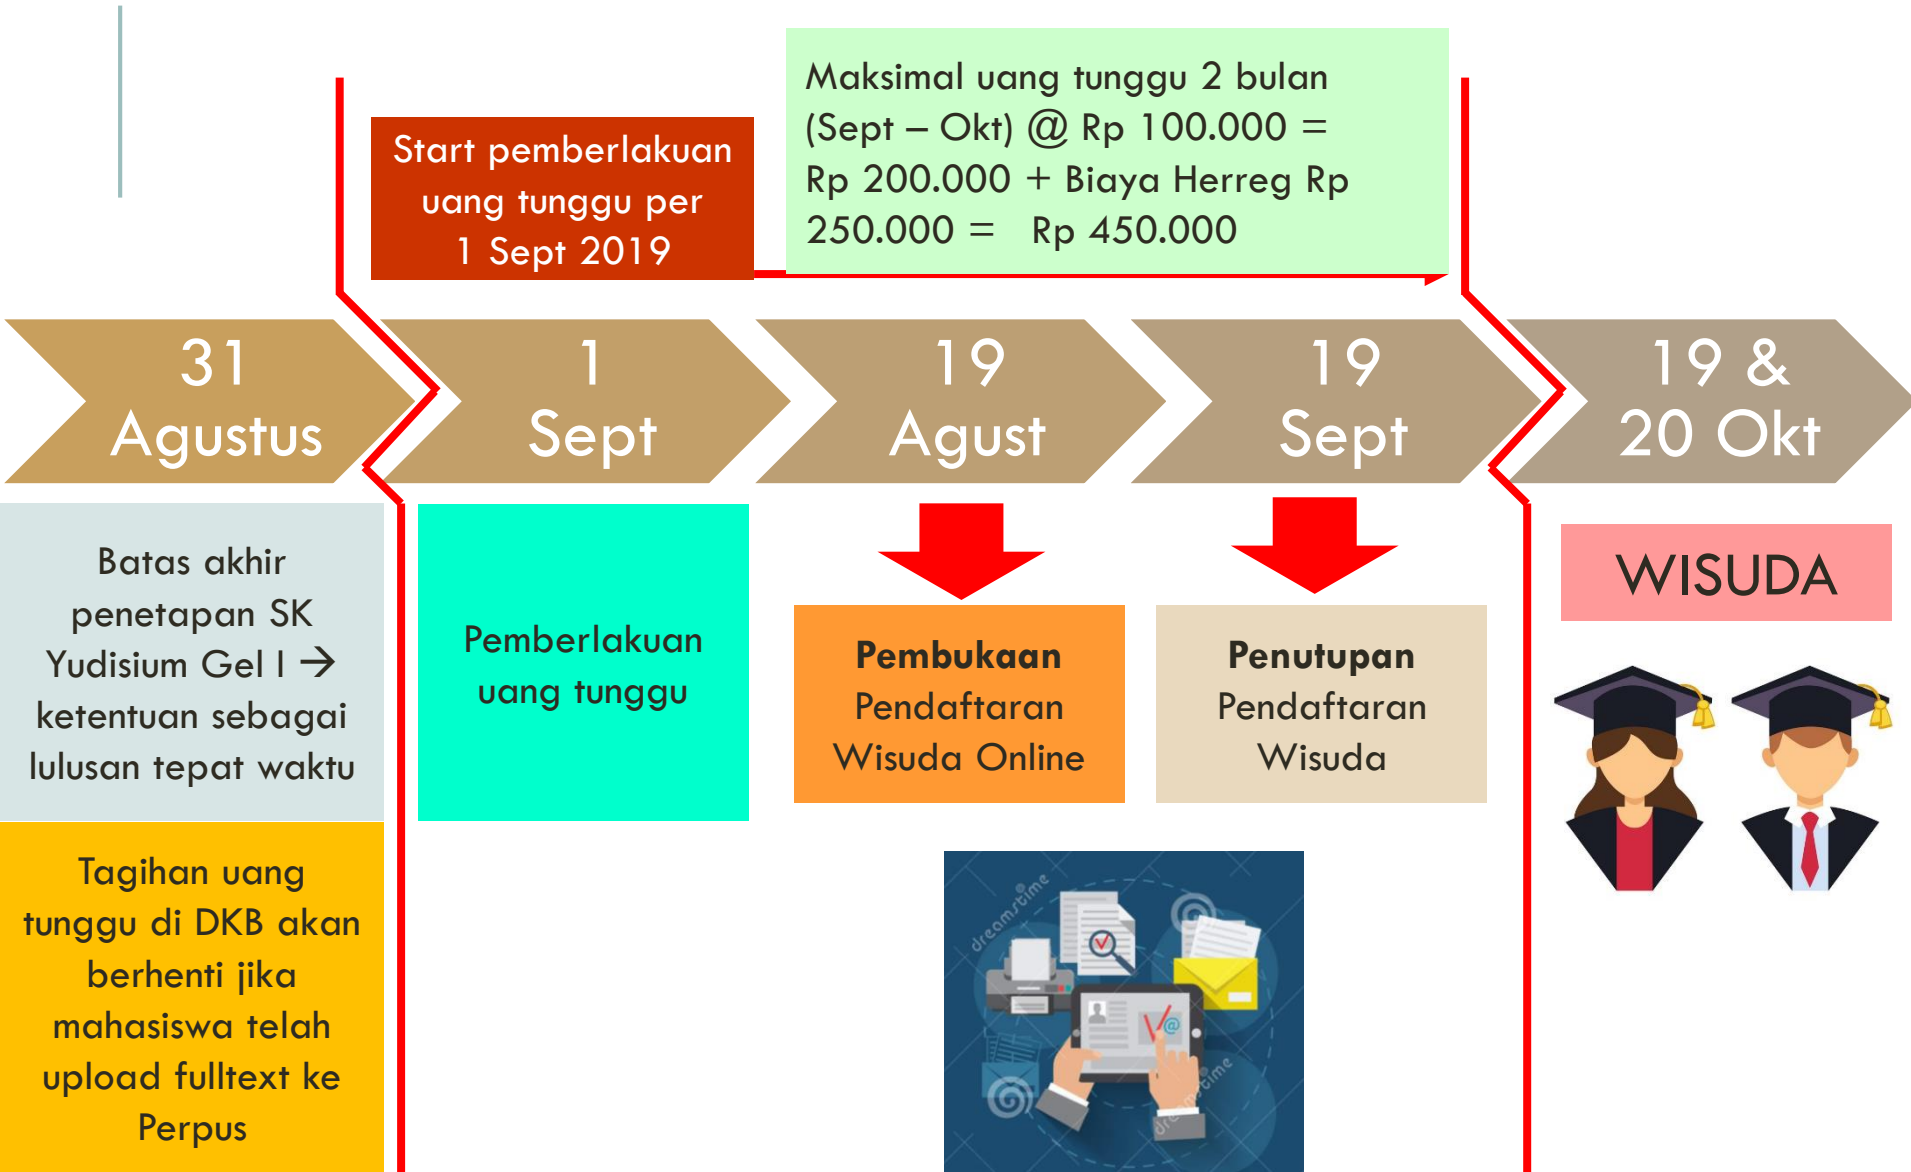 Start pemberlakuan
uang tunggu per
1 Sept 2019
Maksimal uang tunggu 2 bulan
(Sept – Okt) @ Rp 100.000 =
Rp 200.000 + Biaya Herreg Rp
250.000 = Rp 450.000
31
Agustus
1
Sept
19
Agust
19
Sept
19 &
20 Okt
Batas akhir
penetapan SK
Yudisium Gel I →
ketentuan sebagai
lulusan tepat waktu
Tagihan uang
tunggu di DKB akan
berhenti jika
mahasiswa telah
upload fulltext ke
Perpus
Pemberlakuan
uang tunggu
Pembukaan
Pendaftaran
Wisuda Online
Penutupan
Pendaftaran
Wisuda
WISUDA
dreamstime
@
dreamstime